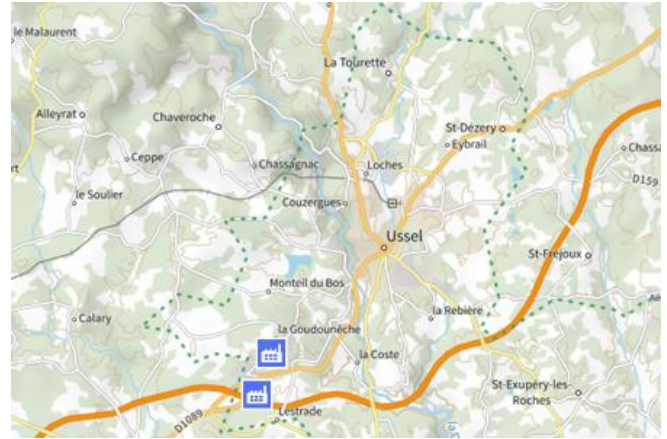 le Malaurent
La Tourette
Alleyrat
Chaveroche
St-Dézery
Eybrail
Ceppe
Chassagnac
Loches
Chassa
D159
le Soulier
Couzergues
Ussel
St-Fréjoux
Monteil du Bos
Calary
la Rebière
la Goudounèche
la Coste
St-Exupéry-les-
Roches
D1089
Lestrade